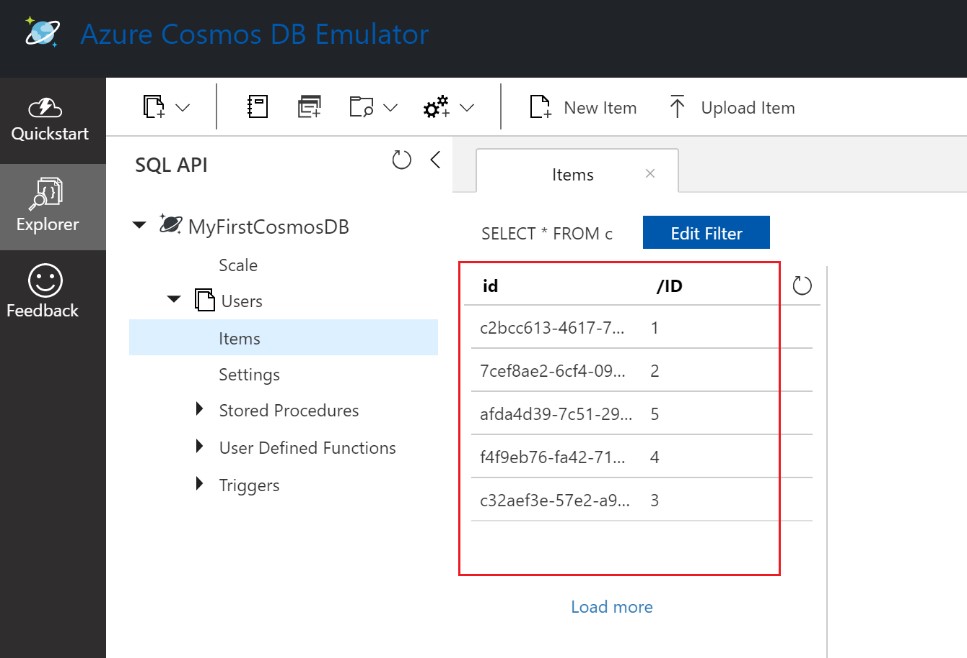 Azure Cosmos DB Emulator
Quickstart
Explorer
Feedback
New Item
Upload Item
SQL API
MyFirstCosmosDB
Scale
Users
Items
Settings
Stored Procedures
User Defined Functions
Triggers
Items
SELECT * FROM c
Edit Filter
id /ID
c2bcc613-4617-7... 1
7cef8ae2-6cf4-09... 2
afda4d39-7c51-29... 5
f4f9eb76-fa42-71... 4
c32aef3e-57e2-a9... 3
Load more